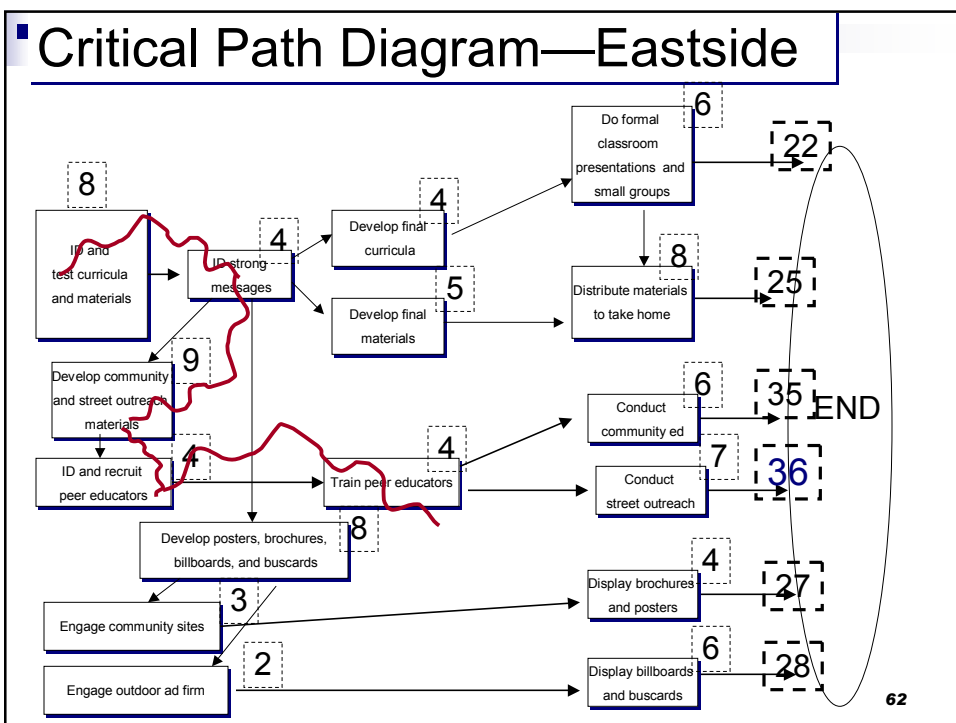 Critical Path Diagram—Eastside
6
Do formal
classroom
presentations and
small groups
22
8
ID and
test curricula
and materials
4
ID strong
messages
4
Develop final
curricula
5
Develop final
materials
8
Distribute materials
to take home
25
9
Develop community
and street outreach
materials
4
ID and recruit
peer educators
4
Train peer educators
6
Conduct
community ed
35
END
7
Conduct
street outreach
36
8
Develop posters, brochures,
billboards, and buscards
3
Engage community sites
4
Display brochures
and posters
27
2
Engage outdoor ad firm
6
Display billboards
and buscards
28
62